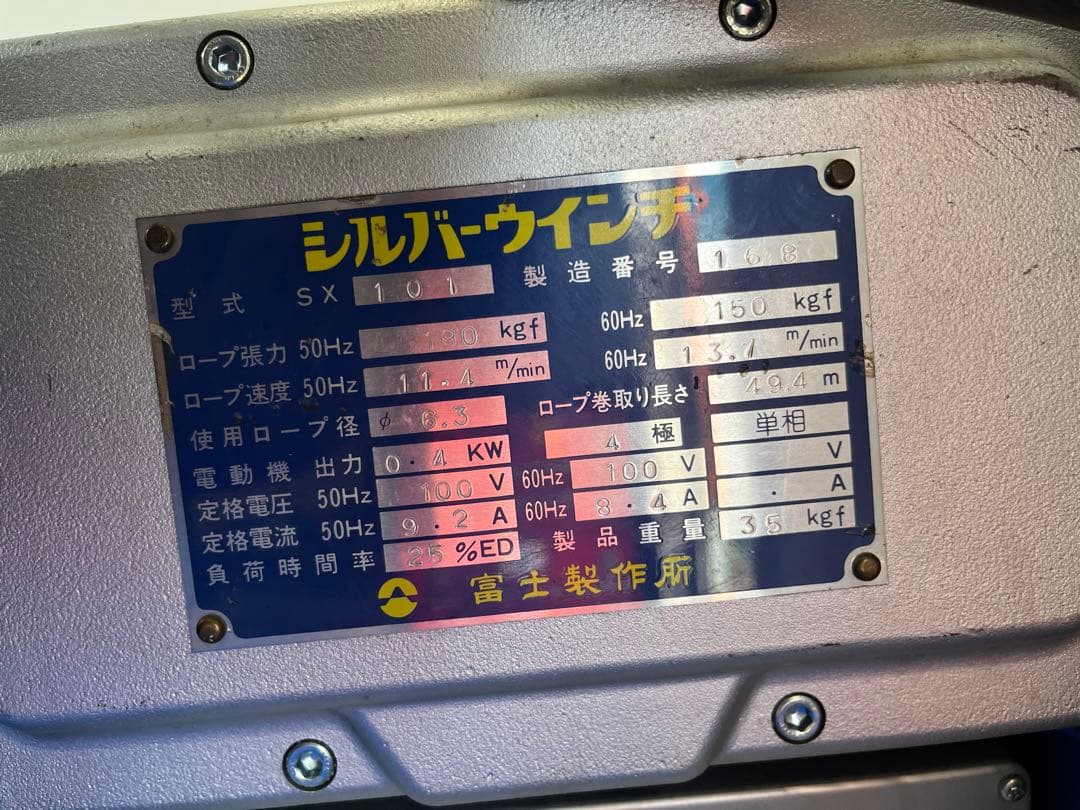 シルバーウインチ
型式 SX 101 製造番号 168
ロープ張力 50Hz 180 kgf 60Hz 150 kgf
ロープ速度 50Hz 11.4 m/min 60Hz 13.7 m/min
使用ロープ径 φ 6.3 ロープ巻取り長さ 49.4 m
電動機 出力 0.4 KW 4 極 単相
定格電圧 50Hz 100 V 60Hz 100 V V
定格電流 50Hz 9.2 A 60Hz 8.4 A . A
負荷時間率 25 %ED 製品重量 35 kgf
富士製作所